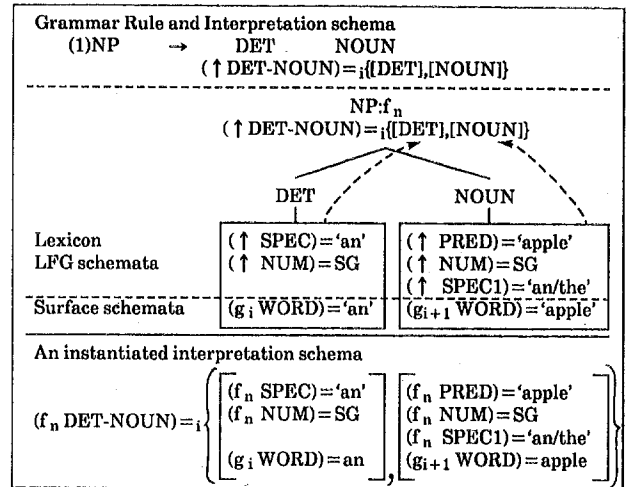 Grammar Rule and Interpretation schema
(1)NP → DET NOUN
(↑ DET-NOUN)=i{[DET],[NOUN]}
NP:fn
(↑ DET-NOUN)=i{[DET],[NOUN]}
DET NOUN
Lexicon (↑ SPEC)='an' (↑ PRED)='apple'
LFG schemata (↑ NUM)=SG (↑ NUM)=SG
(↑ SPEC1)='an/the'
Surface schemata (gi WORD)='an' (gi+1 WORD)='apple'
An instantiated interpretation schema
(fn SPEC)='an' (fn PRED)='apple'
(fn NUM)=SG (fn NUM)=SG
(fn DET-NOUN)=i{ , }
(fn SPEC1)='an/the'
(gi WORD)=an (gi+1 WORD)=apple